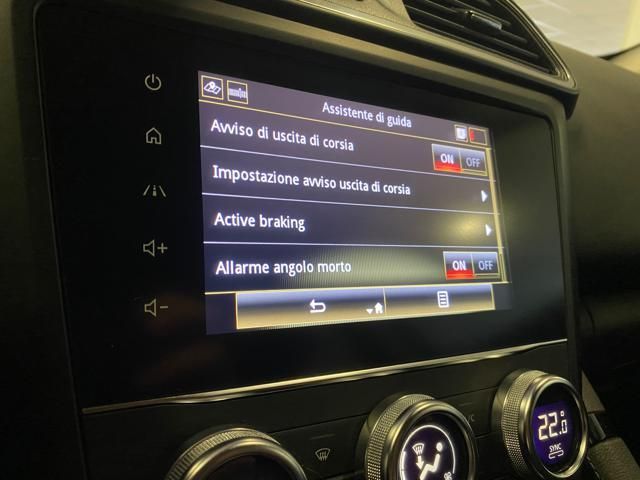 Assistente di guida
Avviso di uscita di corsia
ON OFF
Impostazione avviso uscita di corsia
Active braking
Allarme angolo morto
ON OFF
22.0
SYNC